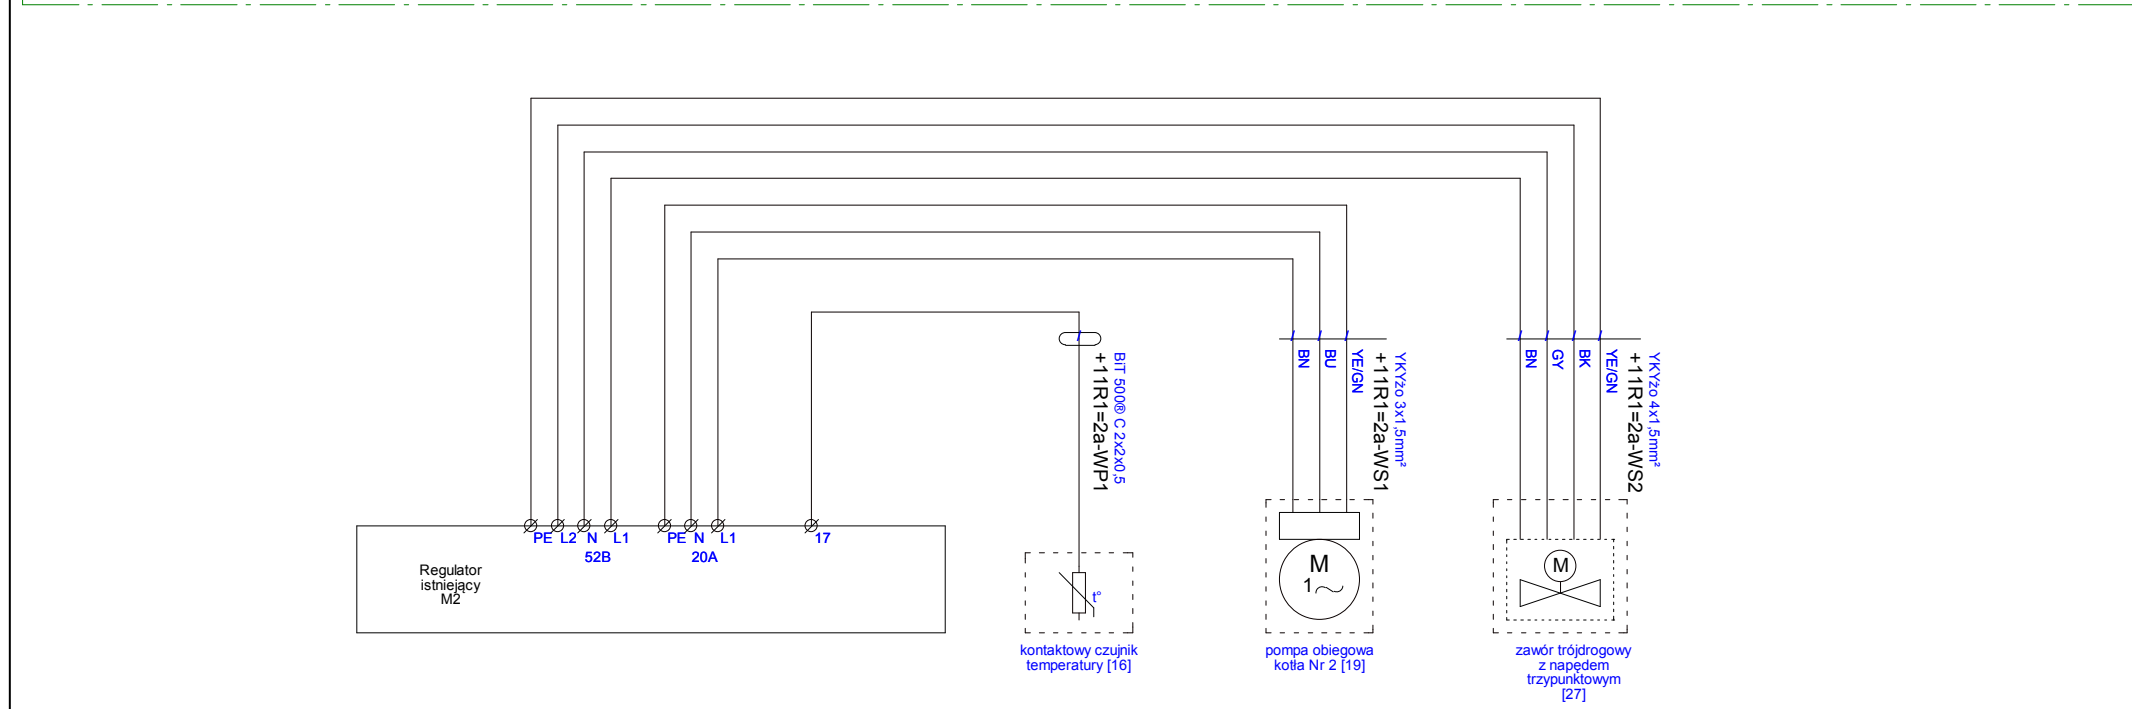 BiT 500® C 2x2x0,5
+11R1=2a-WP1
BN
BU
YE/GN
YKYżo 3x1,5mm²
+11R1=2a-WS1
BN
GY
BK
YE/GN
YKYżo 4x1,5mm²
+11R1=2a-WS2
PE L2 N L1
52B
PE N L1
20A
17
Regulator
istniejący
M2
t°
M
1
M
kontaktowy czujnik
temperatury [16]
pompa obiegowa
kotła Nr 2 [19]
zawór trójdrogowy
z napędem
trzypunktowym
[27]